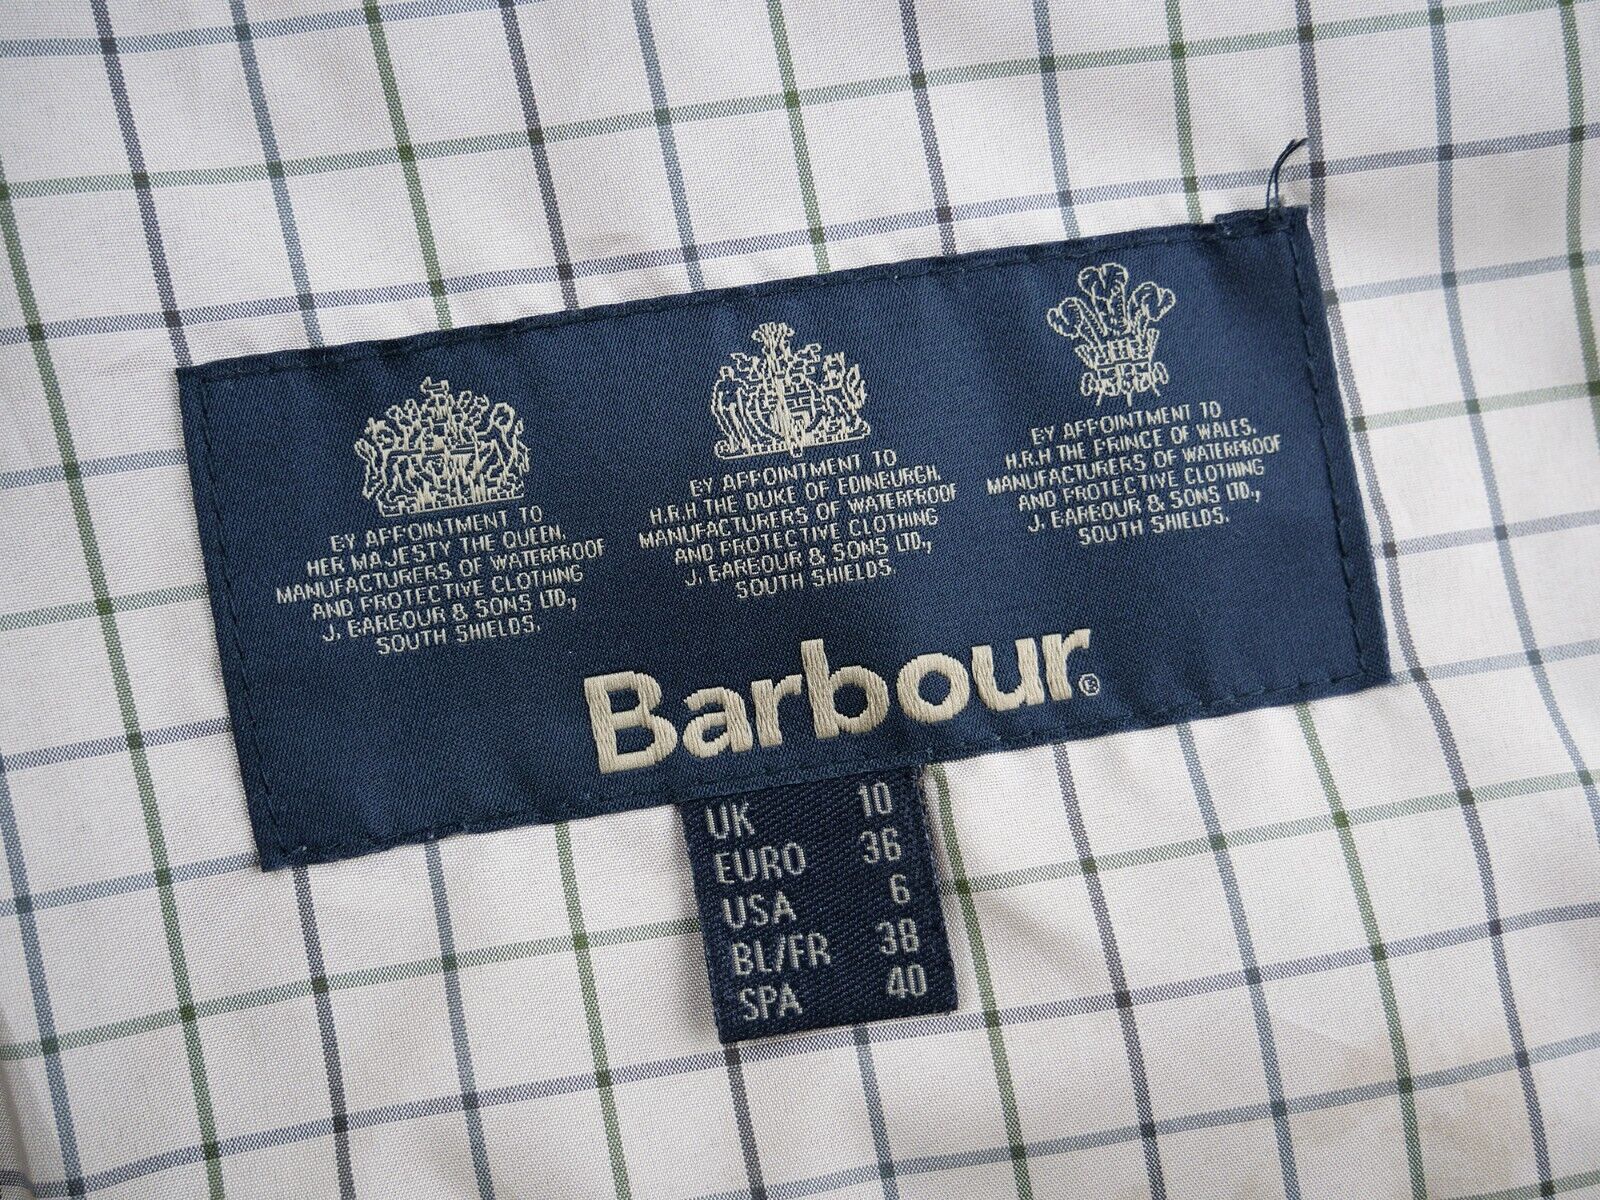 BY APPOINTMENT TO
HER MAJESTY THE QUEEN.
MANUFACTURERS OF WATERPROOF
AND PROTECTIVE CLOTHING
J. BARBOUR & SONS LTD.,
SOUTH SHIELDS.
BY APPOINTMENT TO
H.R.H THE DUKE OF EDINBURGH.
MANUFACTURERS OF WATERPROOF
AND PROTECTIVE CLOTHING
J. BARBOUR & SONS LTD.,
SOUTH SHIELDS.
BY APPOINTMENT TO
H.R.H THE PRINCE OF WALES.
MANUFACTURERS OF WATERPROOF
AND PROTECTIVE CLOTHING
J. BARBOUR & SONS LTD.,
SOUTH SHIELDS.
Barbour®
UK 10
EURO 36
USA 6
BL/FR 38
SPA 40